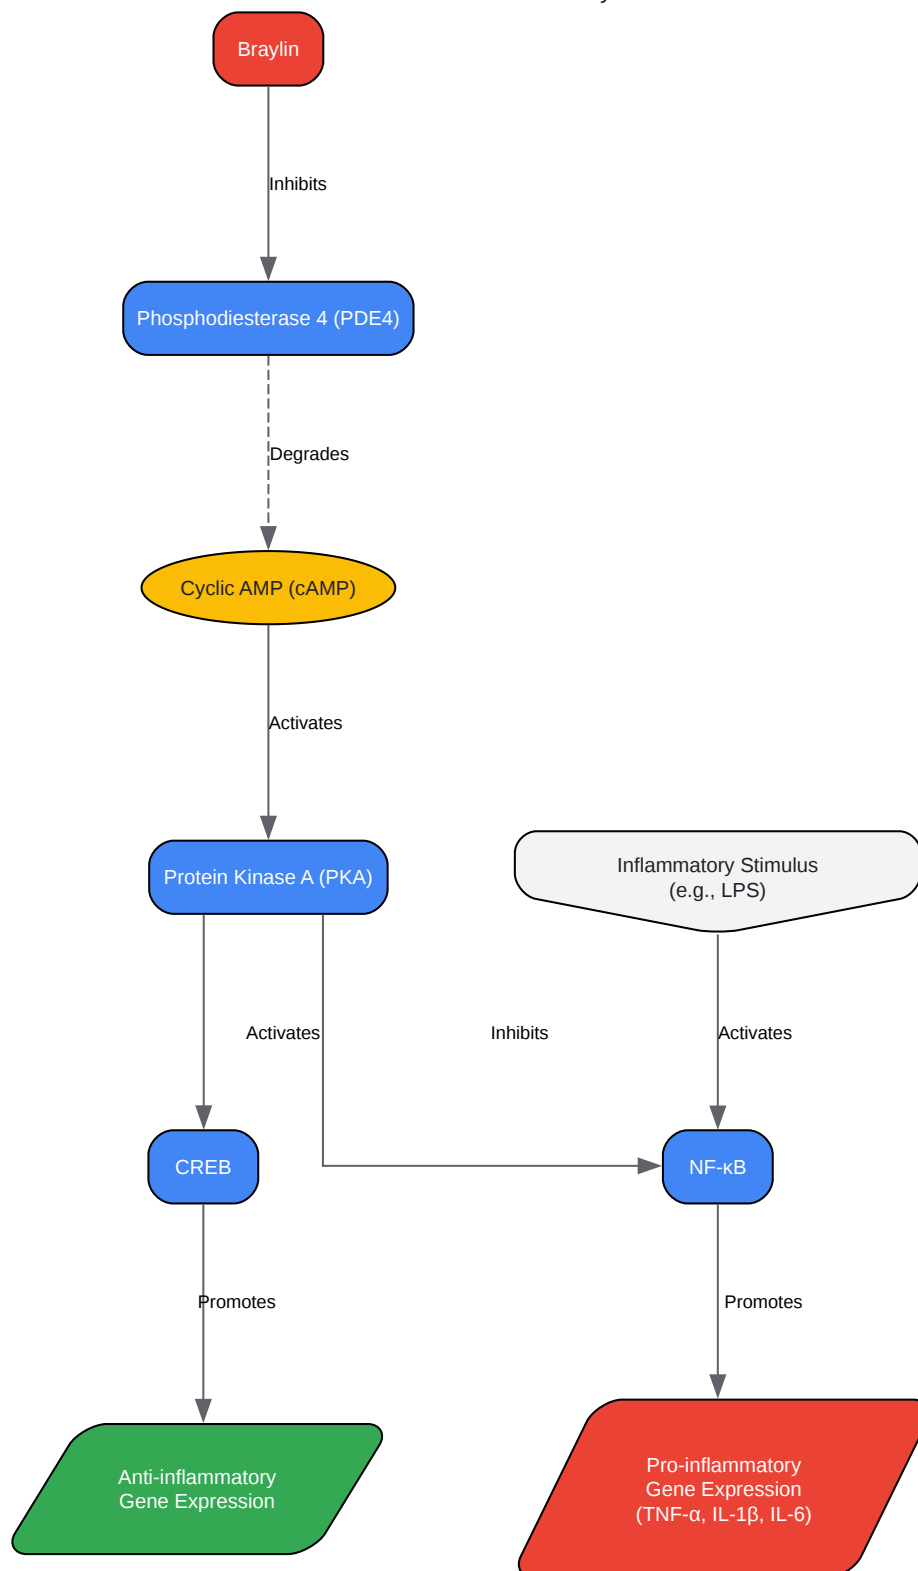 Braylin
Inhibits
Phosphodiesterase 4 (PDE4)
Degrades
Cyclic AMP (cAMP)
Activates
Protein Kinase A (PKA)
Inflammatory Stimulus
(e.g., LPS)
Activates
Inhibits
Activates
CREB
NF-κB
Promotes
Promotes
Anti-inflammatory
Gene Expression
Pro-inflammatory
Gene Expression
(TNF-α, IL-1β, IL-6)